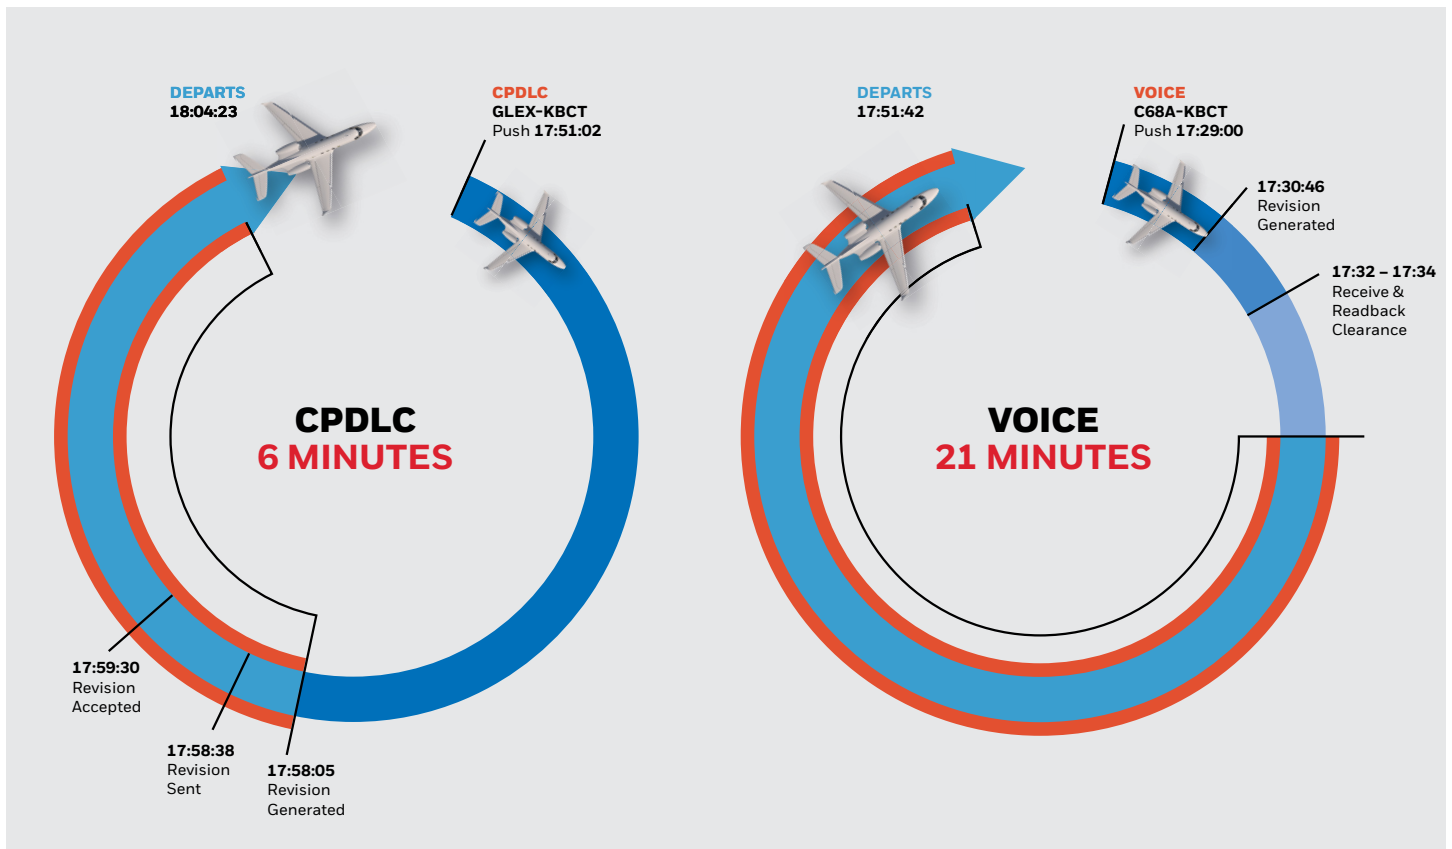 DEPARTS
18:04:23
CPDLC
GLEX-KBCT
Push 17:51:02
CPDLC
6 MINUTES
17:59:30
Revision
Accepted
17:58:38
Revision
Sent
17:58:05
Revision
Generated
DEPARTS
17:51:42
VOICE
C68A-KBCT
Push 17:29:00
17:30:46
Revision
Generated
17:32 – 17:34
Receive &
Readback
Clearance
VOICE
21 MINUTES